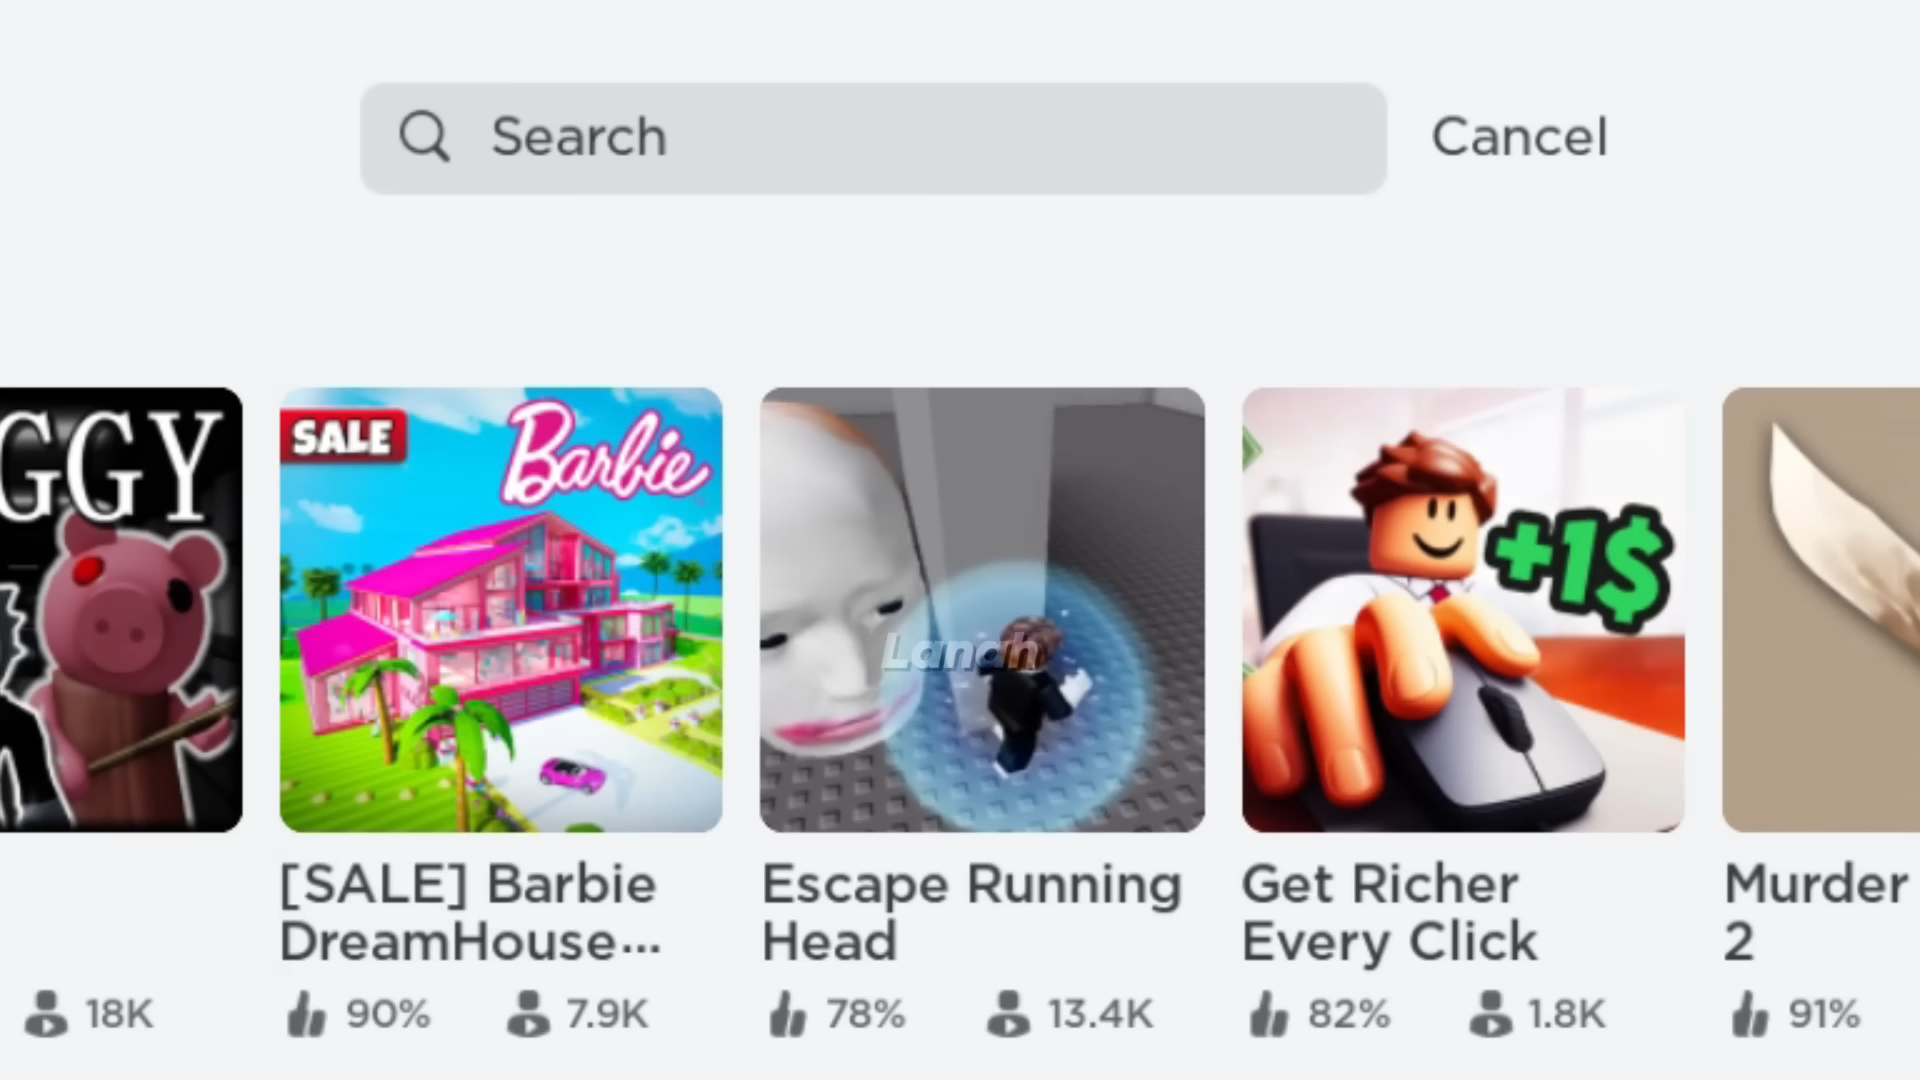 Search
Cancel
GGY
SALE
Barbie
Lanah
+1$
[SALE] Barbie
DreamHouse...
Escape Running
Head
Get Richer
Every Click
Murder
2
18K
90%
7.9K
78%
13.4K
82%
1.8K
91%